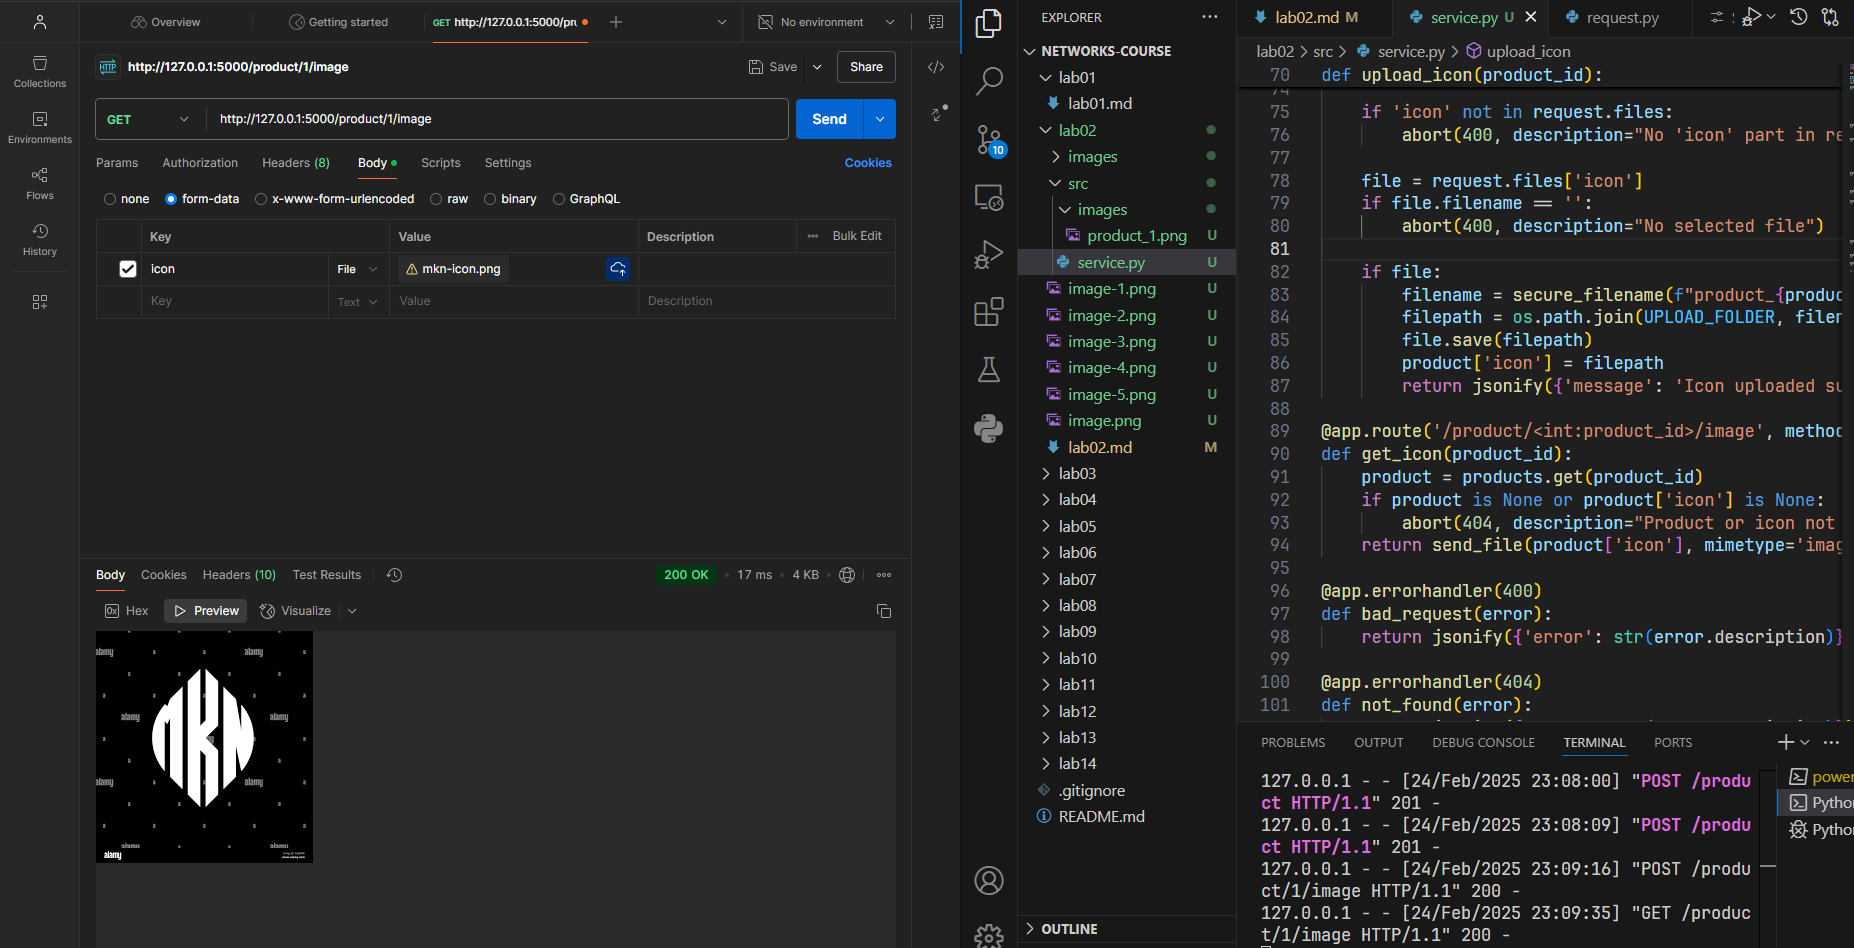 Overview
Getting started
GET http://127.0.0.1:5000/pr
No environment
HTTP http://127.0.0.1:5000/product/1/image
Save
Share
Collections
Environments
Flows
History
GET http://127.0.0.1:5000/product/1/image
Send
Params Authorization Headers (8) Body Scripts Settings Cookies
none form-data x-www-form-urlencoded raw binary GraphQL
Key Value Description Bulk Edit
icon File mkn-icon.png
Key Text Value Description
Body Cookies Headers (10) Test Results 200 OK 17 ms 4 KB
0x Hex Preview Visualize
alamy alamy
MKN
alamy alamy
alamy alamy
alamy alamy
alamy
www.alamy.com
EXPLORER
10
NETWORKS-COURSE
lab01
lab01.md
lab02
images
src
images
product_1.png U
service.py U
image-1.png U
image-2.png U
image-3.png U
image-4.png U
image-5.png U
image.png U
lab02.md M
lab03
lab04
lab05
lab06
lab07
lab08
lab09
lab10
lab11
lab12
lab13
lab14
.gitignore
README.md
OUTLINE
lab02.md M service.py U request.py
lab02 > src > service.py > upload_icon
70 def upload_icon(product_id):
74
75 if 'icon' not in request.files:
76 abort(400, description="No 'icon' part in re
77
78 file = request.files['icon']
79 if file.filename == '':
80 abort(400, description="No selected file")
81
82 if file:
83 filename = secure_filename(f"product_{produc
84 filepath = os.path.join(UPLOAD_FOLDER, filen
85 file.save(filepath)
86 product['icon'] = filepath
87 return jsonify({'message': 'Icon uploaded su
88
89 @app.route('/product/<int:product_id>/image', method
90 def get_icon(product_id):
91 product = products.get(product_id)
92 if product is None or product['icon'] is None:
93 abort(404, description="Product or icon not
94 return send_file(product['icon'], mimetype='imag
95
96 @app.errorhandler(400)
97 def bad_request(error):
98 return jsonify({'error': str(error.description)}
99
100 @app.errorhandler(404)
101 def not_found(error):
PROBLEMS OUTPUT DEBUG CONSOLE TERMINAL PORTS
127.0.0.1 - - [24/Feb/2025 23:08:00] "POST /produ
ct HTTP/1.1" 201 -
127.0.0.1 - - [24/Feb/2025 23:08:09] "POST /produ
ct HTTP/1.1" 201 -
127.0.0.1 - - [24/Feb/2025 23:09:16] "POST /produ
ct/1/image HTTP/1.1" 200 -
127.0.0.1 - - [24/Feb/2025 23:09:35] "GET /produc
t/1/image HTTP/1.1" 200 -
power
Pytho
Pytho